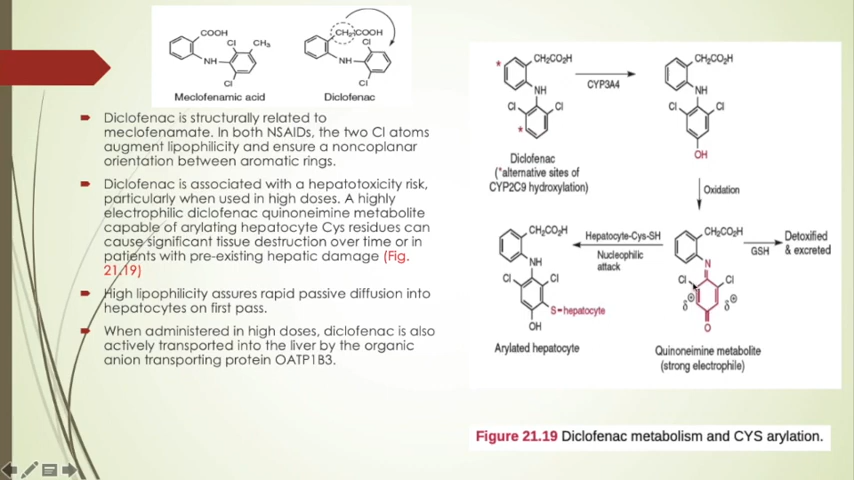 COOH
Cl
CH3
NH
Cl
Meclofenamic acid
CH2COOH
Cl
NH
Cl
Diclofenac
Diclofenac is structurally related to
meclofenamate. In both NSAIDs, the two Cl atoms
augment lipophilicity and ensure a noncoplanar
orientation between aromatic rings.
Diclofenac is associated with a hepatotoxicity risk,
particularly when used in high doses. A highly
electrophilic diclofenac quinoneimine metabolite
capable of arylating hepatocyte Cys residues can
cause significant tissue destruction over time or in
patients with pre-existing hepatic damage (Fig.
21.19)
High lipophilicity assures rapid passive diffusion into
hepatocytes on first pass.
When administered in high doses, diclofenac is also
actively transported into the liver by the organic
anion transporting protein OATP1B3.
* CH2CO2H
NH
Cl Cl
*
Diclofenac
(*alternative sites of
CYP2C9 hydroxylation)
CYP3A4
CH2CO2H
NH
Cl Cl
OH
Oxidation
CH2CO2H
N
Cl Cl
δ⊕ δ⊕
O
Quinoneimine metabolite
(strong electrophile)
GSH
Detoxified
& excreted
Hepatocyte-Cys-SH
Nucleophilic
attack
CH2CO2H
NH
Cl Cl
S-hepatocyte
OH
Arylated hepatocyte
Figure 21.19 Diclofenac metabolism and CYS arylation.